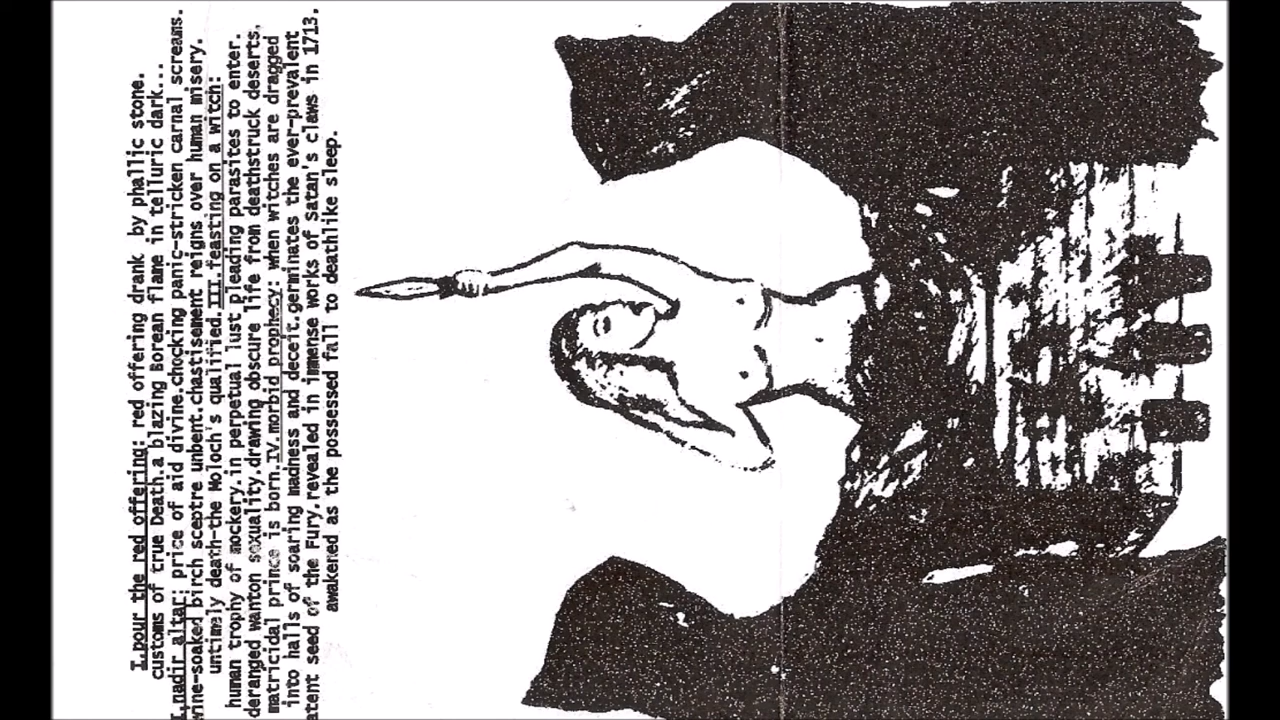 I.pour the red offering: red offering drank by phallic stone.
customs of true Death.a blazing Borean flame in telluric dark...
I.nadir altar: price of aid divine.chocking panic-stricken carnal screams.
wine-soaked birch sceptre unbent.chastisement reigns over human misery.
untimely death-the Moloch's qualified.III.feasting on a witch:
human trophy of mockery.in perpetual lust pleading parasites to enter.
deranged wanton sexuality.drawing obscure life from deathstruck deserts.
matricidal prince is born.IV.morbid prophecy: when witches are dragged
into halls of soaring madness and deceit.germinates the ever-prevalent
atent seed of the Fury.revealed in immense works of Satan's claws in 1713.
awakened as the possessed fall to deathlike sleep.